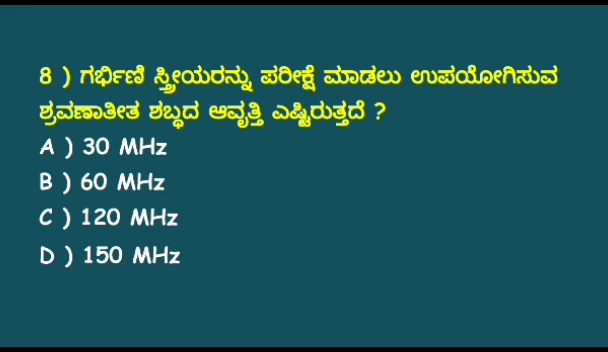 8 ) ಗರ್ಭಿಣಿ ಸ್ತ್ರೀಯರನ್ನು ಪರೀಕ್ಷೆ ಮಾಡಲು ಉಪಯೋಗಿಸುವ
ಶ್ರವಣಾತೀತ ಶಬ್ಧದ ಆವೃತ್ತಿ ಎಷ್ಟಿರುತ್ತದೆ ?
A ) 30 MHz
B ) 60 MHz
C ) 120 MHz
D ) 150 MHz